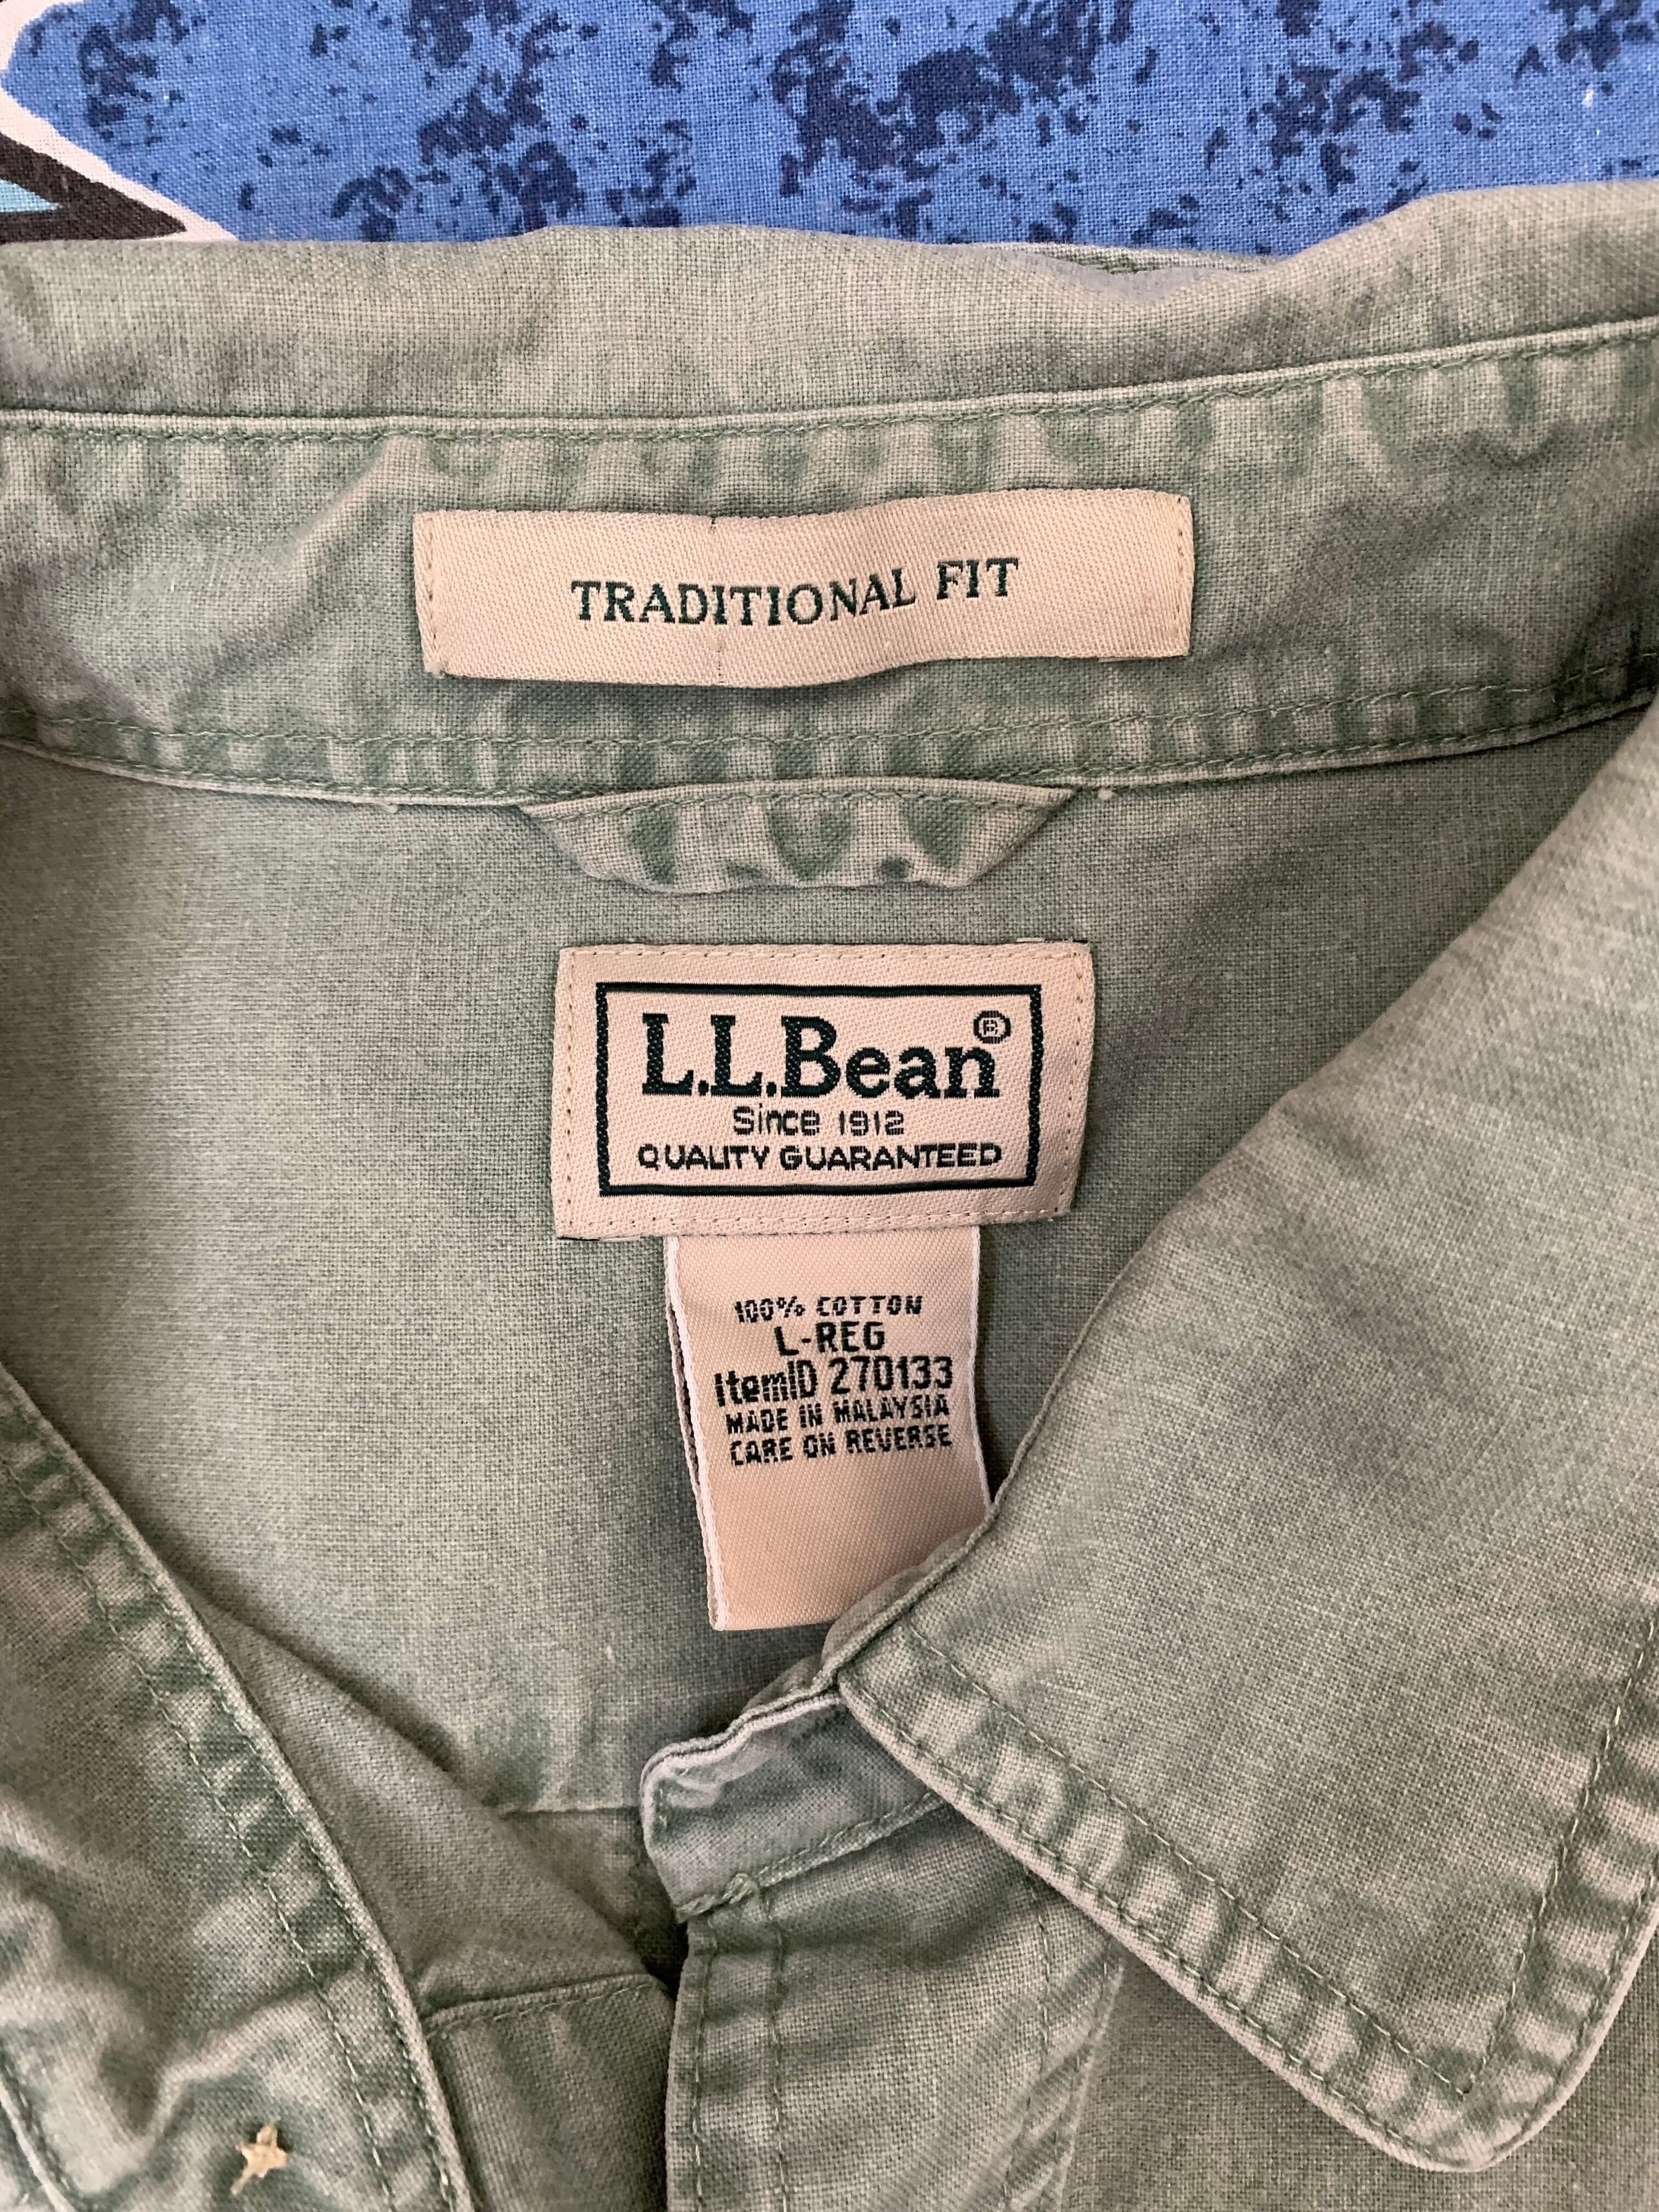 TRADITIONAL FIT
L.L.Bean®
Since 1912
QUALITY GUARANTEED
100% COTTON
L-REG
ItemID 270133
MADE IN MALAYSIA
CARE ON REVERSE